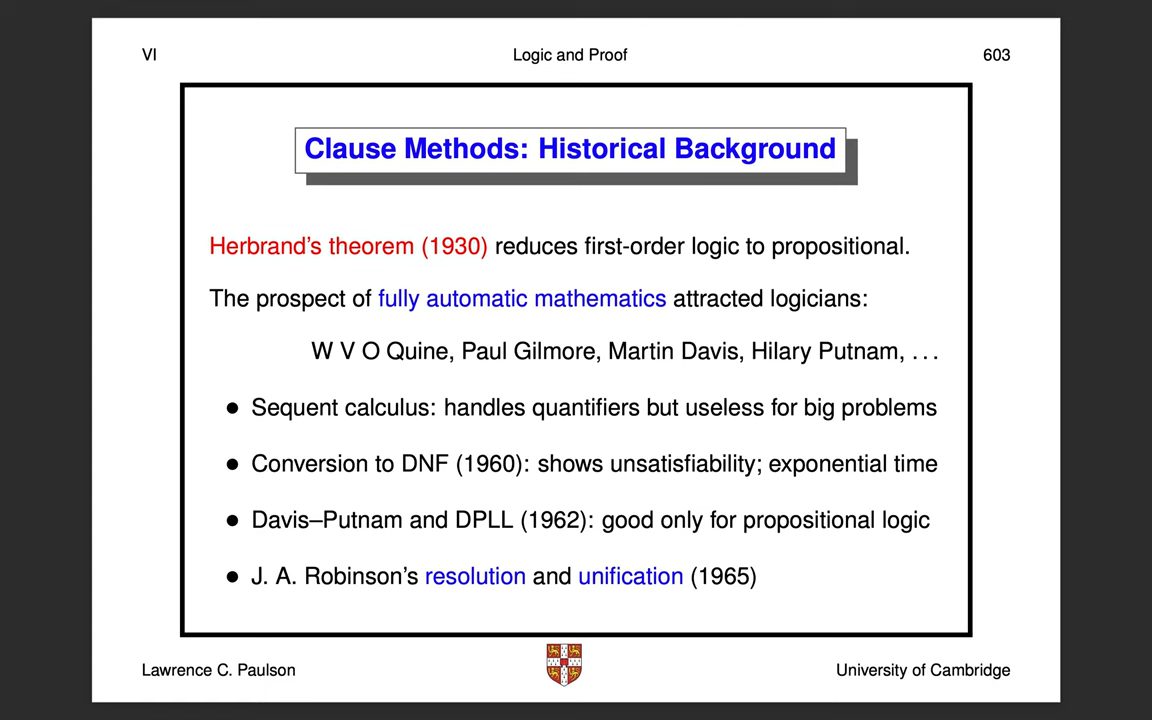 VI Logic and Proof 603
Clause Methods: Historical Background
Herbrand's theorem (1930) reduces first-order logic to propositional.
The prospect of fully automatic mathematics attracted logicians:
W V O Quine, Paul Gilmore, Martin Davis, Hilary Putnam, . . .
● Sequent calculus: handles quantifiers but useless for big problems
● Conversion to DNF (1960): shows unsatisfiability; exponential time
● Davis–Putnam and DPLL (1962): good only for propositional logic
● J. A. Robinson's resolution and unification (1965)
Lawrence C. Paulson University of Cambridge